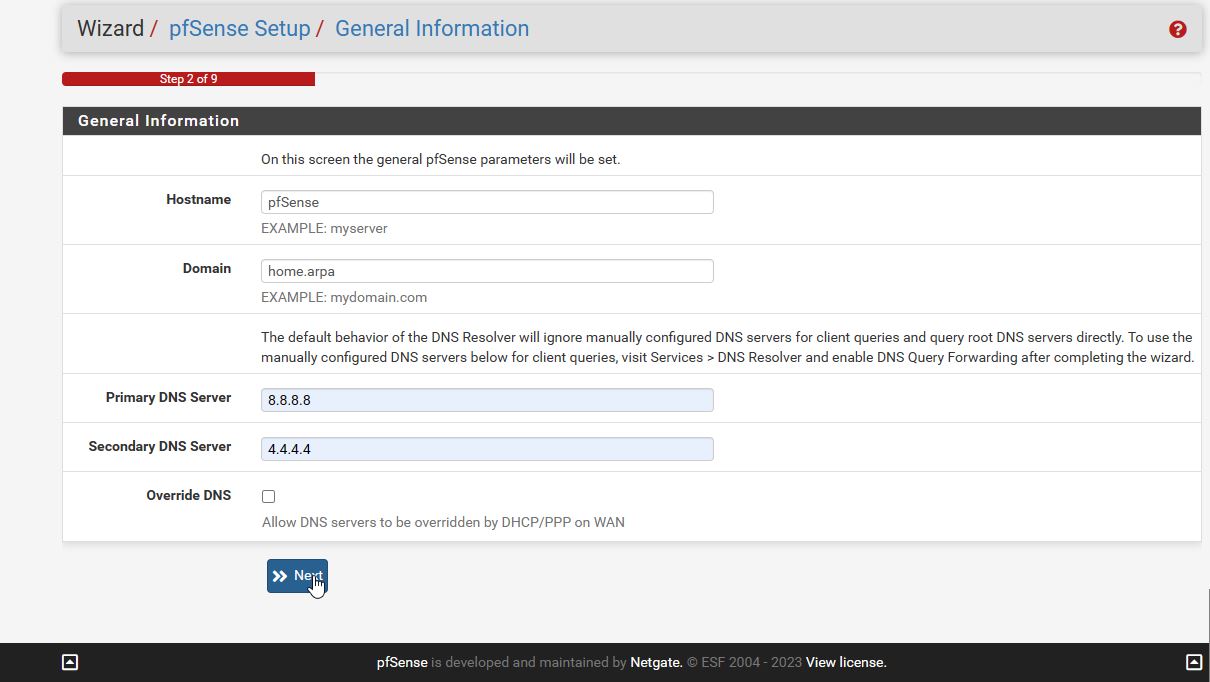 Wizard / pfSense Setup / General Information
Step 2 of 9
General Information
On this screen the general pfSense parameters will be set.
Hostname
pfSense
EXAMPLE: myserver
Domain
home.arpa
EXAMPLE: mydomain.com
The default behavior of the DNS Resolver will ignore manually configured DNS servers for client queries and query root DNS servers directly. To use the
manually configured DNS servers below for client queries, visit Services > DNS Resolver and enable DNS Query Forwarding after completing the wizard.
Primary DNS Server
8.8.8.8
Secondary DNS Server
4.4.4.4
Override DNS
Allow DNS servers to be overridden by DHCP/PPP on WAN
Next
pfSense is developed and maintained by Netgate. © ESF 2004 - 2023 View license.